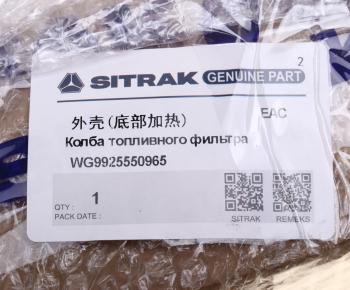 2
SITRAK GENUINE PART
外壳(底部加热)
EAC
Колба топливного фильтра
WG9925550965
QTY : 1
PACK DATE :
SITRAK REMEKS